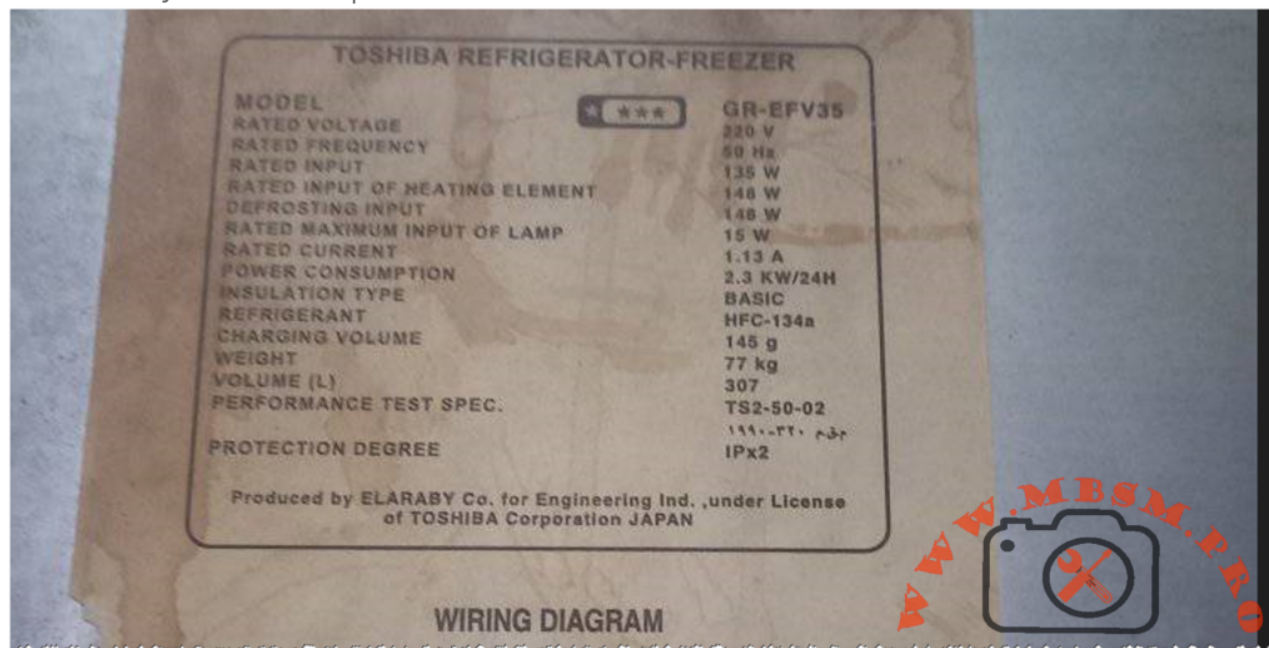 TOSHIBA REFRIGERATOR-FREEZER
MODEL GR-EFV35
RATED VOLTAGE 220 V
RATED FREQUENCY 50 Hz
RATED INPUT 135 W
RATED INPUT OF HEATING ELEMENT 148 W
DEFROSTING INPUT 148 W
RATED MAXIMUM INPUT OF LAMP 15 W
RATED CURRENT 1.13 A
POWER CONSUMPTION 2.3 KW/24H
INSULATION TYPE BASIC
REFRIGERANT HFC-134a
CHARGING VOLUME 145 g
WEIGHT 77 kg
VOLUME (L) 307
PERFORMANCE TEST SPEC. TS2-50-02
م.ق.م ٣٢٠-١٩٩٠
PROTECTION DEGREE IPx2
Produced by ELARABY Co. for Engineering Ind. ,under License
of TOSHIBA Corporation JAPAN
WIRING DIAGRAM
WWW.MBSM.PRO